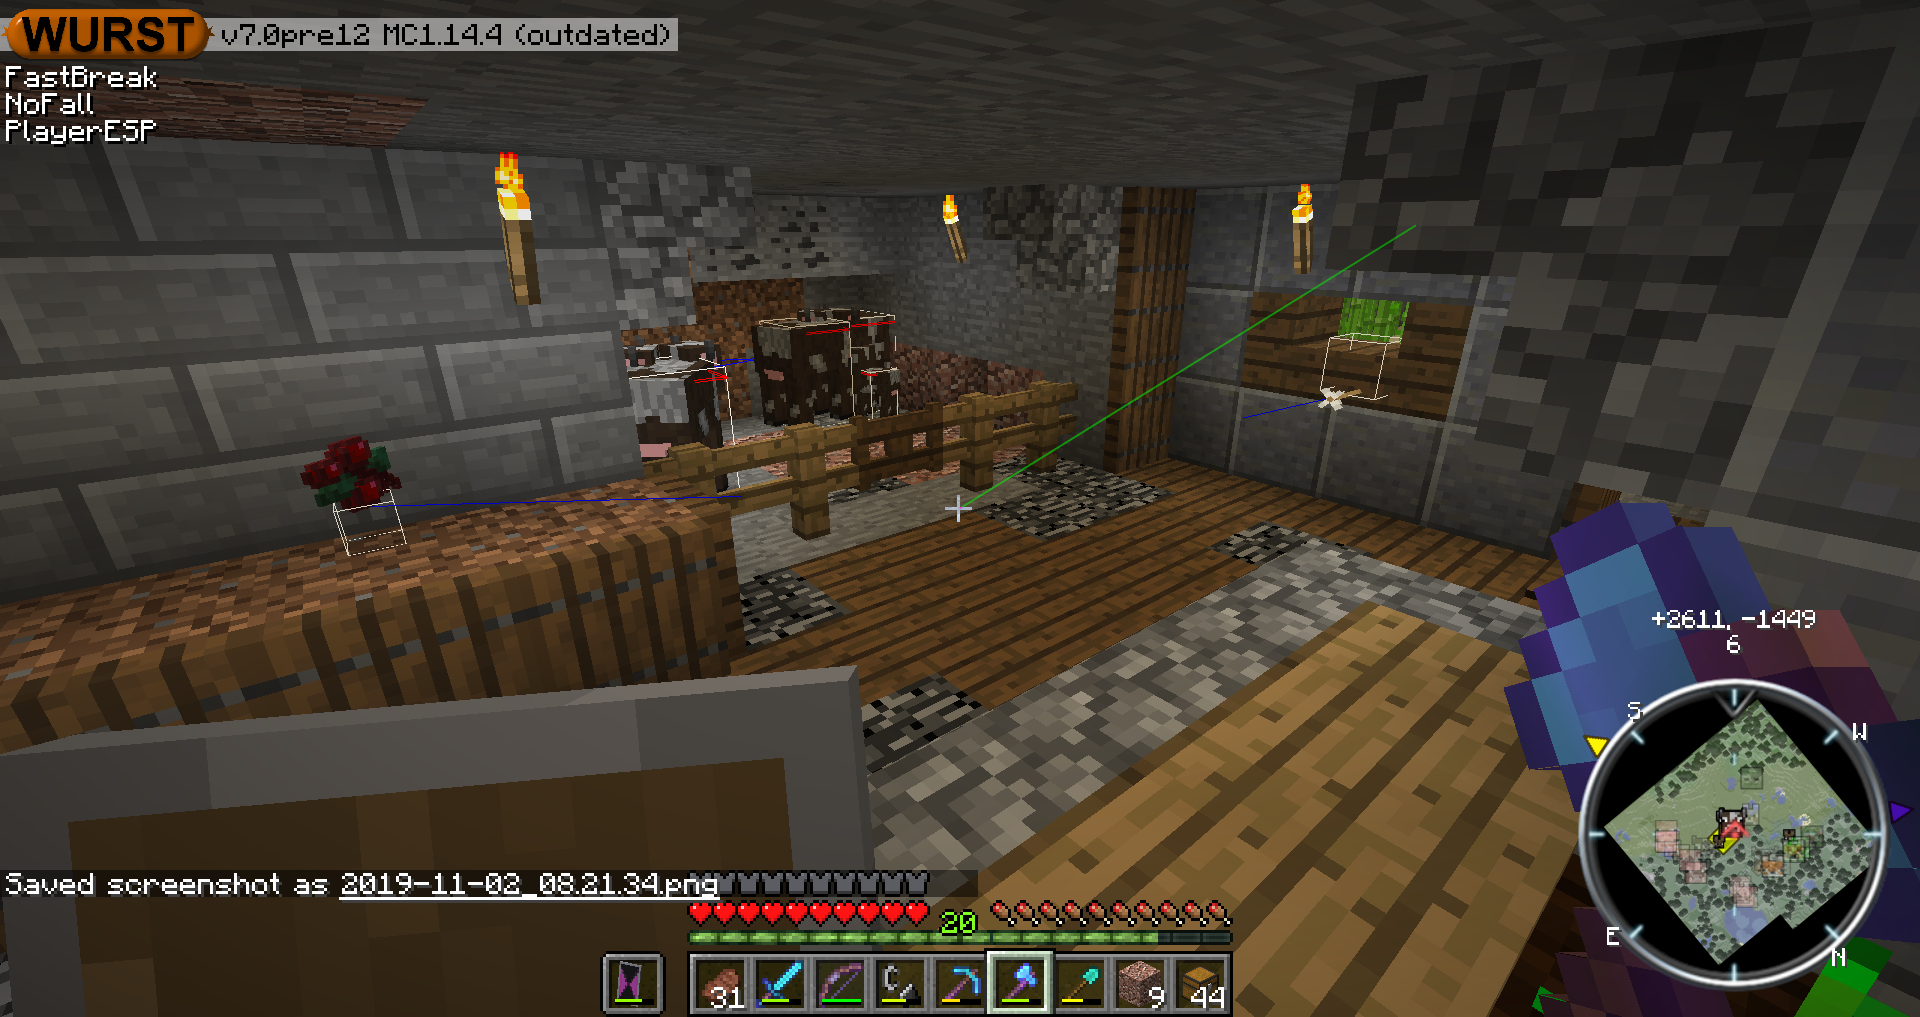 WURST v7.0pre12 MC1.14.4 (outdated)
FastBreak
NoFall
PlayerESP
+2611, -1449
6
S
W
E
N
Saved screenshot as 2019-11-02_08.21.34.png
20
31
9
44